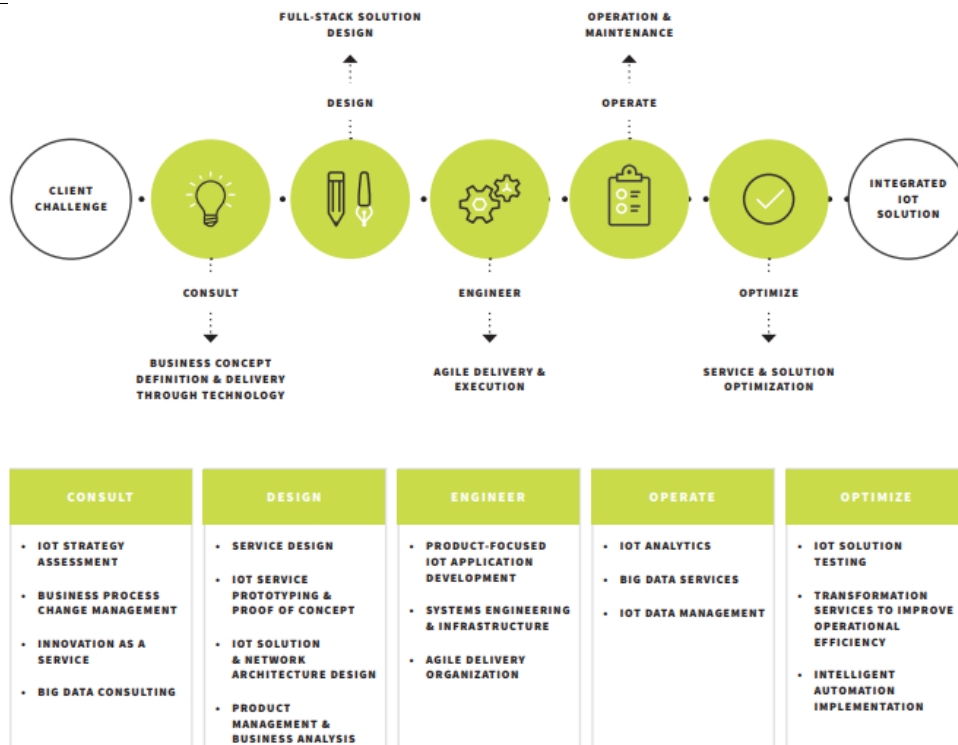 FULL-STACK SOLUTION
DESIGN
OPERATION &
MAINTENANCE
DESIGN
OPERATE
CLIENT
CHALLENGE
INTEGRATED
IOT
SOLUTION
CONSULT
ENGINEER
OPTIMIZE
BUSINESS CONCEPT
DEFINITION & DELIVERY
THROUGH TECHNOLOGY
AGILE DELIVERY &
EXECUTION
SERVICE & SOLUTION
OPTIMIZATION
CONSULT
• IOT STRATEGY
ASSESSMENT
• BUSINESS PROCESS
CHANGE MANAGEMENT
• INNOVATION AS A
SERVICE
• BIG DATA CONSULTING
DESIGN
• SERVICE DESIGN
• IOT SERVICE
PROTOTYPING &
PROOF OF CONCEPT
• IOT SOLUTION
& NETWORK
ARCHITECTURE DESIGN
• PRODUCT
MANAGEMENT &
BUSINESS ANALYSIS
ENGINEER
• PRODUCT-FOCUSED
IOT APPLICATION
DEVELOPMENT
• SYSTEMS ENGINEERING
& INFRASTRUCTURE
• AGILE DELIVERY
ORGANIZATION
OPERATE
• IOT ANALYTICS
• BIG DATA SERVICES
• IOT DATA MANAGEMENT
OPTIMIZE
• IOT SOLUTION
TESTING
• TRANSFORMATION
SERVICES TO IMPROVE
OPERATIONAL
EFFICIENCY
• INTELLIGENT
AUTOMATION
IMPLEMENTATION